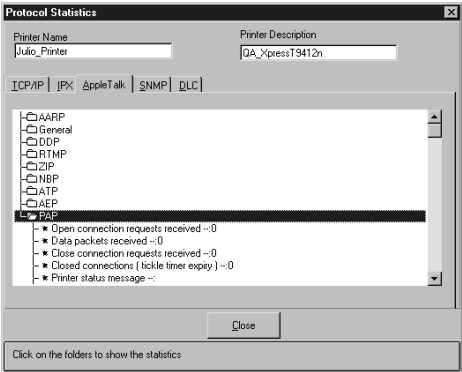 Protocol Statistics
Printer Name
Printer Description
Julio_Printer
QA_XpressT9412n
TCP/IP IPX AppleTalk SNMP DLC
AARP
General
DDP
RTMP
ZIP
NBP
ATP
AEP
PAP
* Open connection requests received --:0
* Data packets received --:0
* Close connection requests received --:0
* Closed connections ( tickle timer expiry ) --:0
* Printer status message --:
Close
Click on the folders to show the statistics